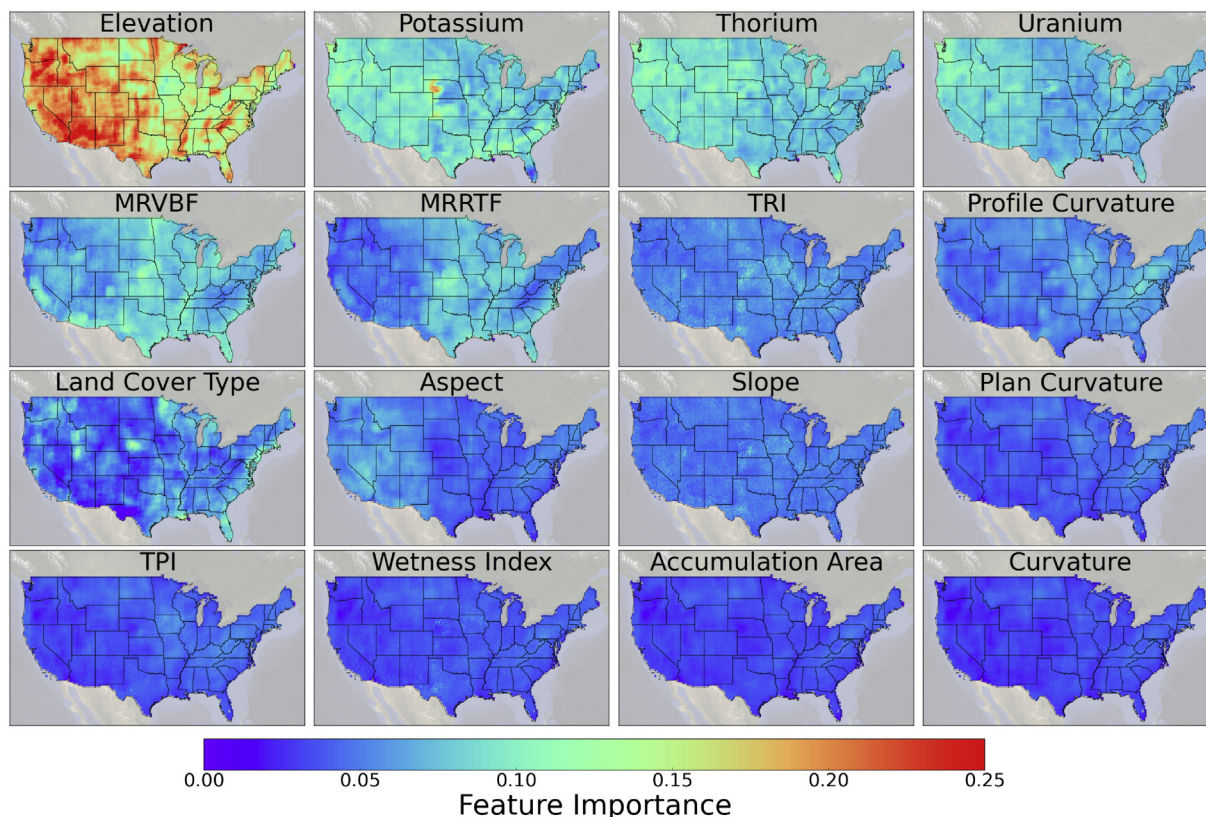 Elevation Potassium Thorium Uranium
MRVBF MRRTF TRI Profile Curvature
Land Cover Type Aspect Slope Plan Curvature
TPI Wetness Index Accumulation Area Curvature
0.00 0.05 0.10 0.15 0.20 0.25
Feature Importance